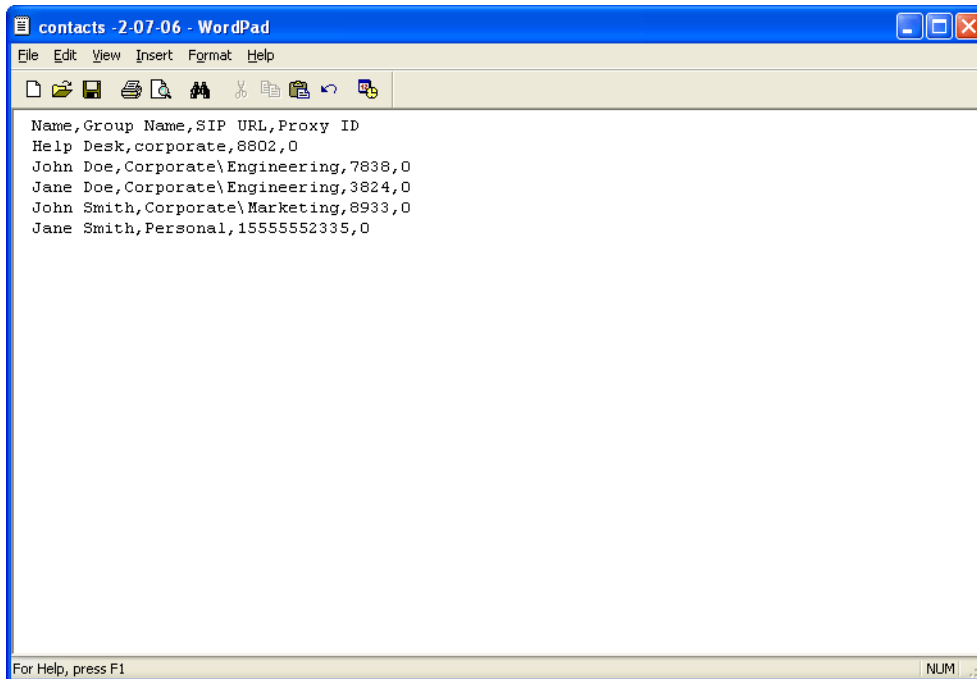 contacts -2-07-06 - WordPad
File Edit View Insert Format Help
Name,Group Name,SIP URL,Proxy ID
Help Desk,corporate,8802,0
John Doe,Corporate\Engineering,7838,0
Jane Doe,Corporate\Engineering,3824,0
John Smith,Corporate\Marketing,8933,0
Jane Smith,Personal,15555552335,0
For Help, press F1 NUM